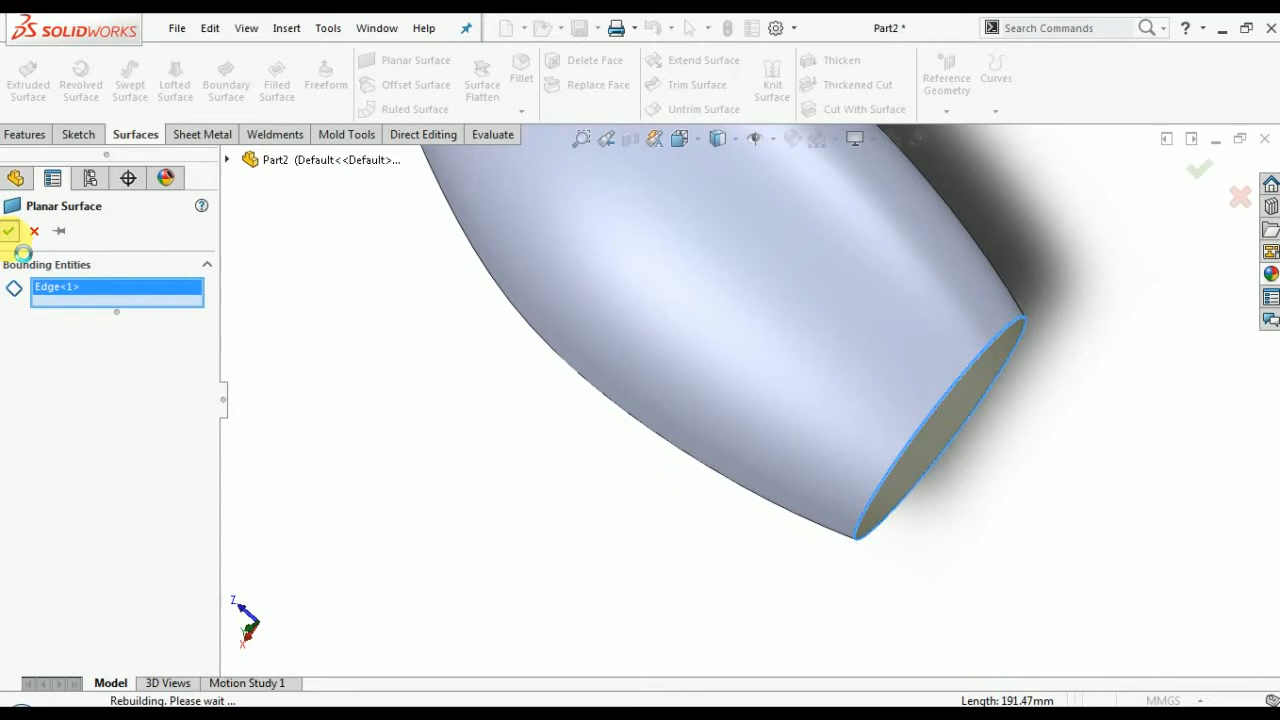 SOLIDWORKS File Edit View Insert Tools Window Help Part2 * Search Commands ?
Extruded Surface
Revolved Surface
Swept Surface
Lofted Surface
Boundary Surface
Filled Surface
Freeform
Planar Surface
Offset Surface
Ruled Surface
Surface Flatten
Fillet
Delete Face
Replace Face
Extend Surface
Trim Surface
Untrim Surface
Knit Surface
Thicken
Thickened Cut
Cut With Surface
Reference Geometry
Curves
Features Sketch Surfaces Sheet Metal Weldments Mold Tools Direct Editing Evaluate
Part2 (Default<<Default>...
Planar Surface ?
Bounding Entities
Edge<1>
Z
Y
X
Model 3D Views Motion Study 1
Rebuilding. Please wait ... Length: 191.47mm MMGS